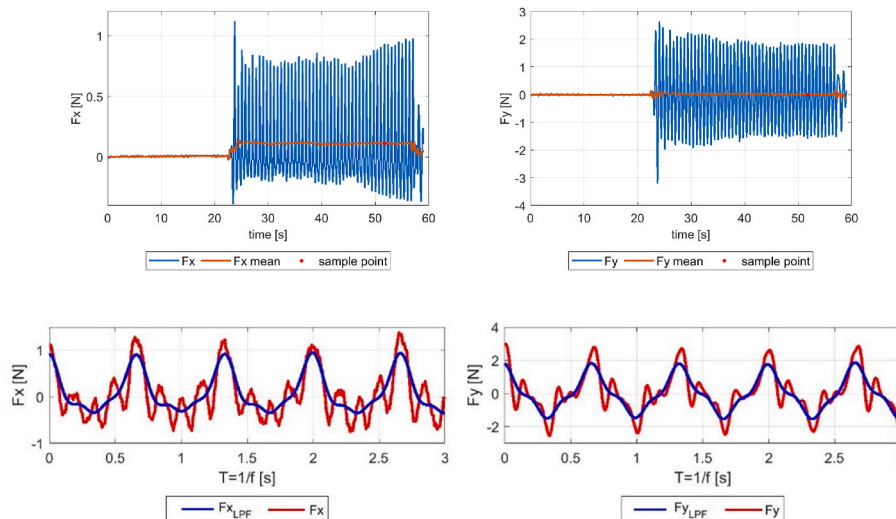 1
0.5
0
Fx [N]
0 10 20 30 40 50 60
time [s]
Fx Fx mean sample point
3
2
1
0
-1
-2
-3
-4
Fy [N]
0 10 20 30 40 50 60
time [s]
Fy Fy mean sample point
1
0
-1
Fx [N]
0 0.5 1 1.5 2 2.5 3
T=1/f [s]
FxLPF Fx
4
2
0
-2
Fy [N]
0 0.5 1 1.5 2 2.5 3
T=1/f [s]
FyLPF Fy